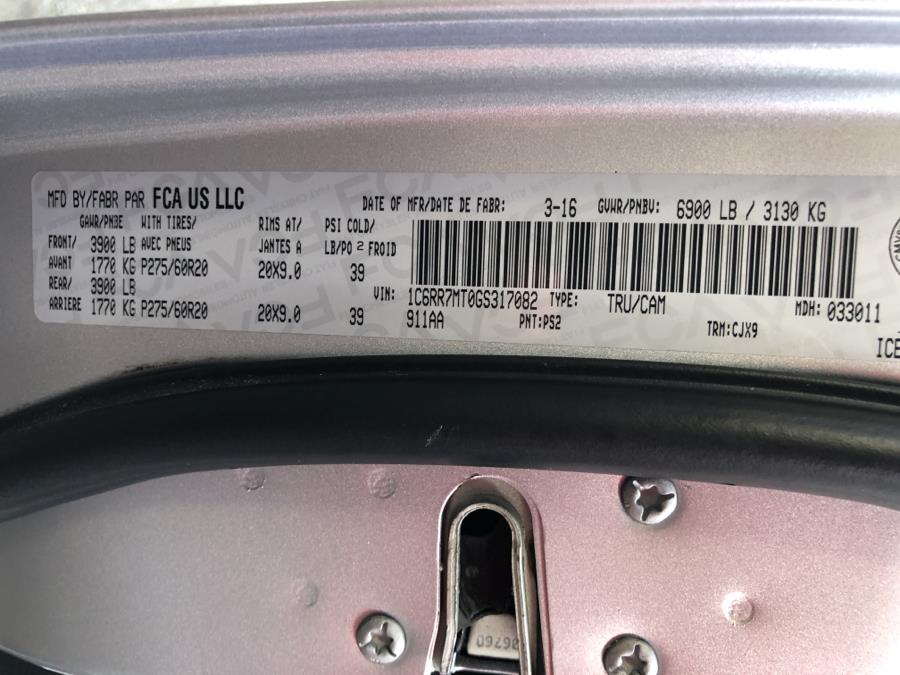 MFD BY/FABR PAR FCA US LLC
DATE OF MFR/DATE DE FABR: 3-16 GVWR/PNBV: 6900 LB / 3130 KG
GAWR/PNBE WITH TIRES/ RIMS AT/ PSI COLD/
FRONT/ 3900 LB AVEC PNEUS JANTES A LB/PO 2 FROID
AVANT 1770 KG P275/60R20 20X9.0 39
REAR/ 3900 LB
ARRIERE 1770 KG P275/60R20 20X9.0 39
VIN: 1C6RR7MT0GS317082 TYPE: TRU/CAM MDH: 033011
911AA PNT:PS2 TRM:CJX9
ICE
09760